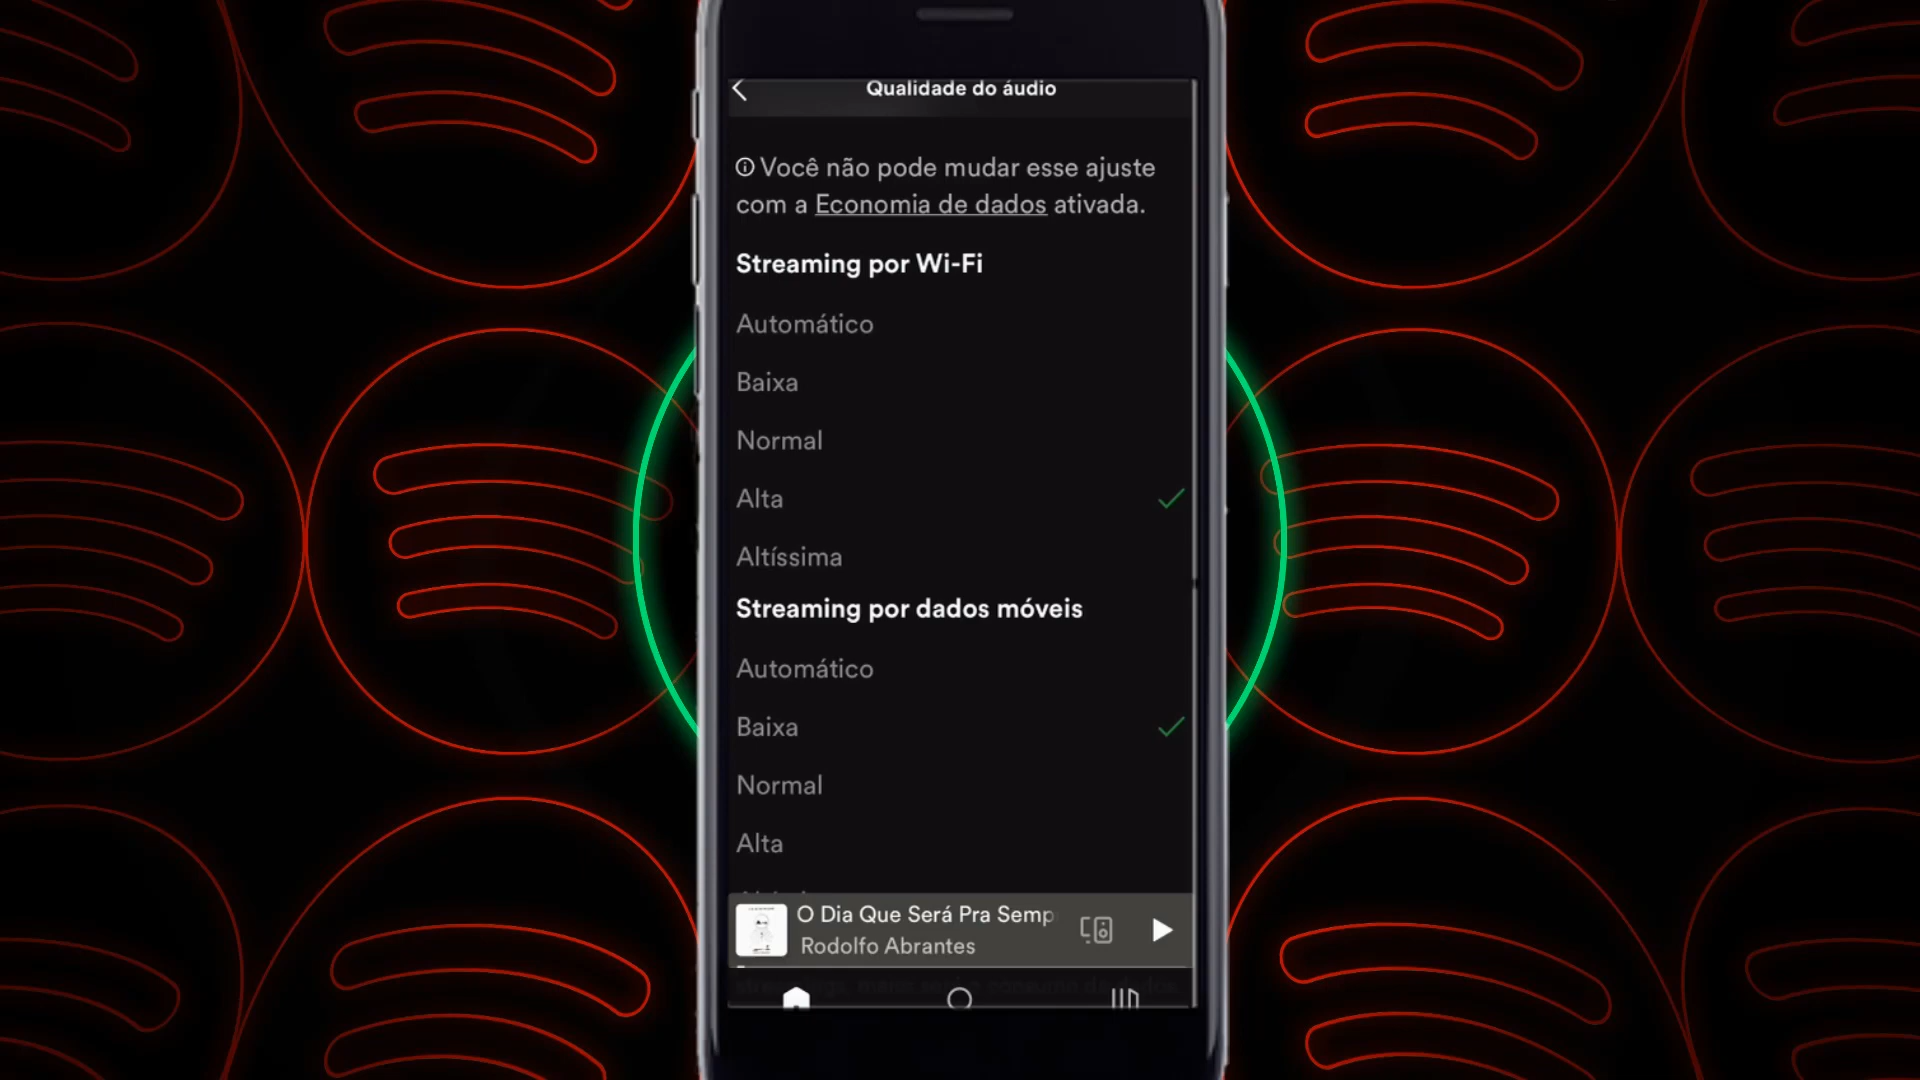 Qualidade do áudio
Você não pode mudar esse ajuste
com a Economia de dados ativada.
Streaming por Wi-Fi
Automático
Baixa
Normal
Alta
Altíssima
Streaming por dados móveis
Automático
Baixa
Normal
Alta
O Dia Que Será Pra Semp
Rodolfo Abrantes